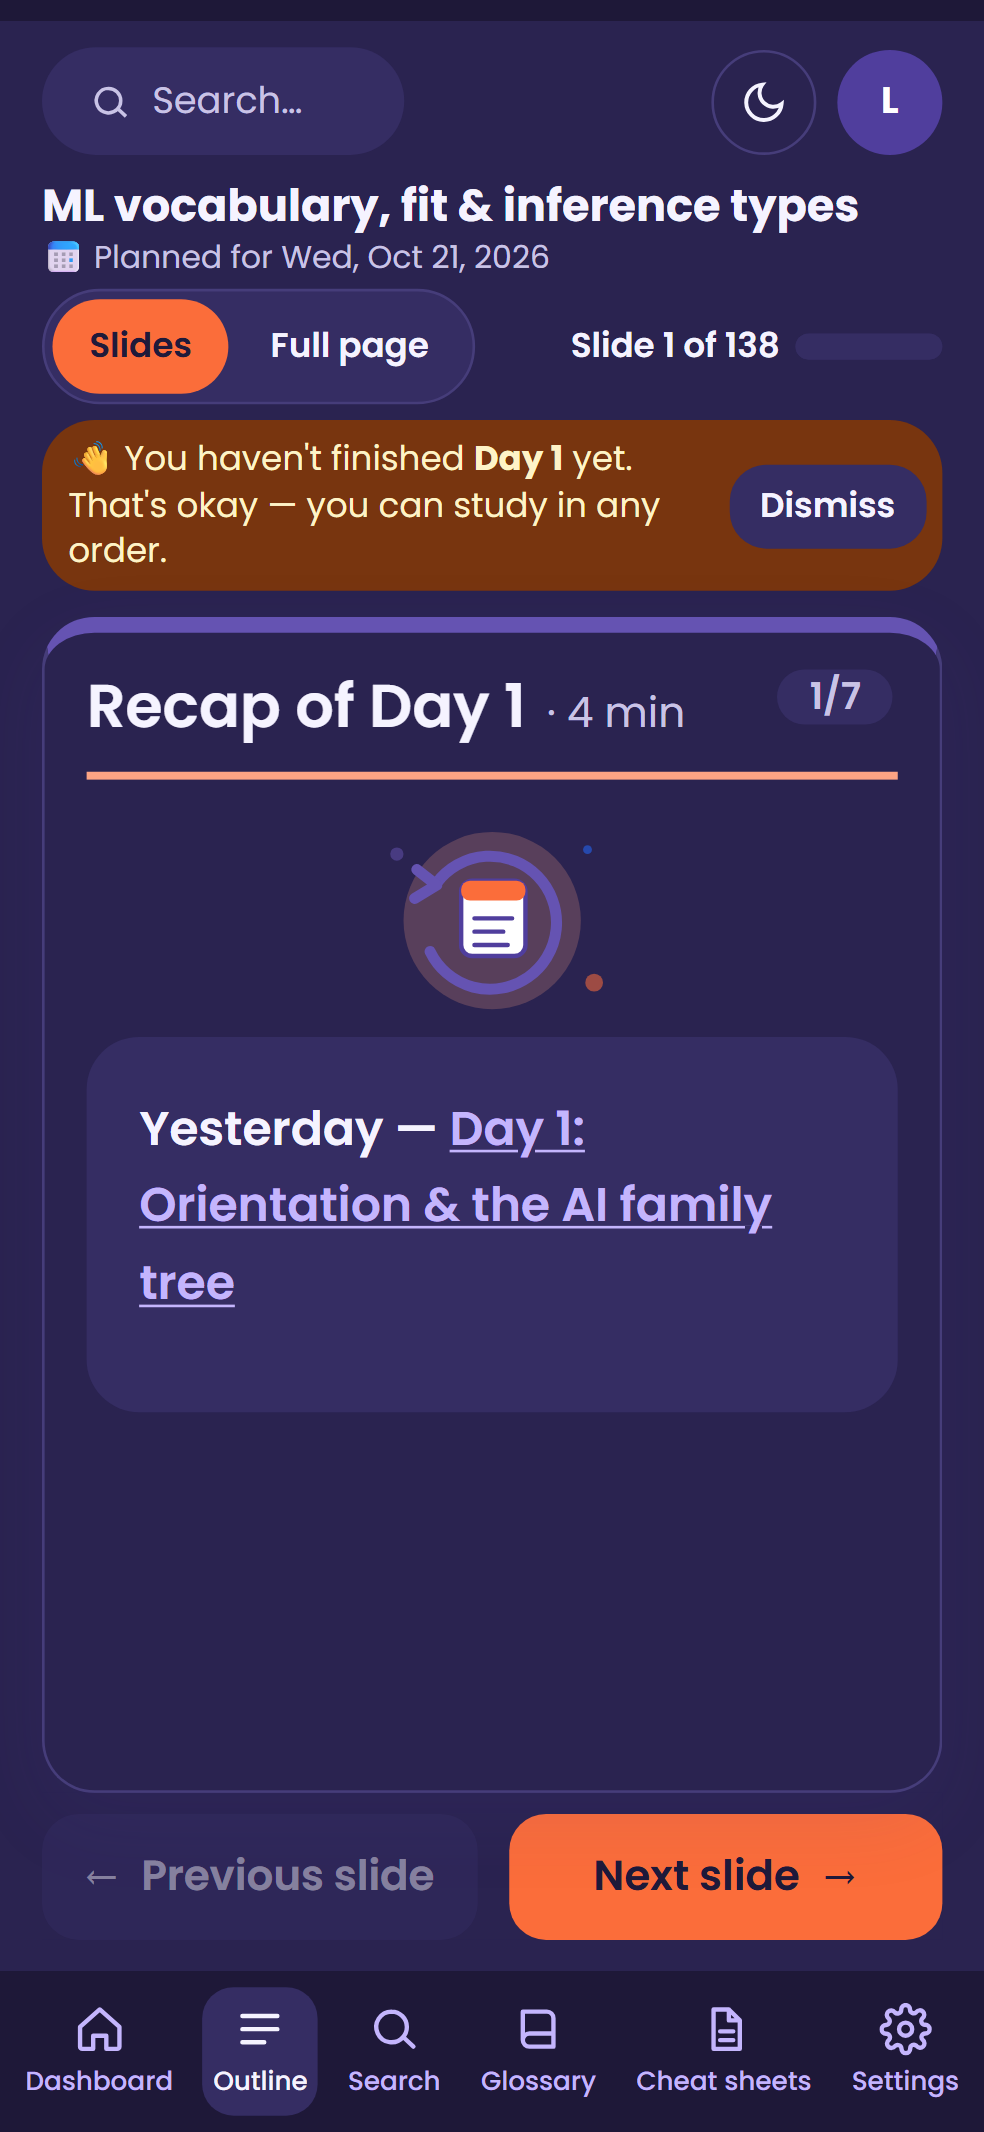 Search...
L
ML vocabulary, fit & inference types
Planned for Wed, Oct 21, 2026
Slides
Full page
Slide 1 of 138
👋 You haven't finished Day 1 yet.
That's okay — you can study in any
order.
Dismiss
Recap of Day 1 · 4 min
1/7
Yesterday — Day 1:
Orientation & the AI family
tree
← Previous slide
Next slide →
Dashboard
Outline
Search
Glossary
Cheat sheets
Settings